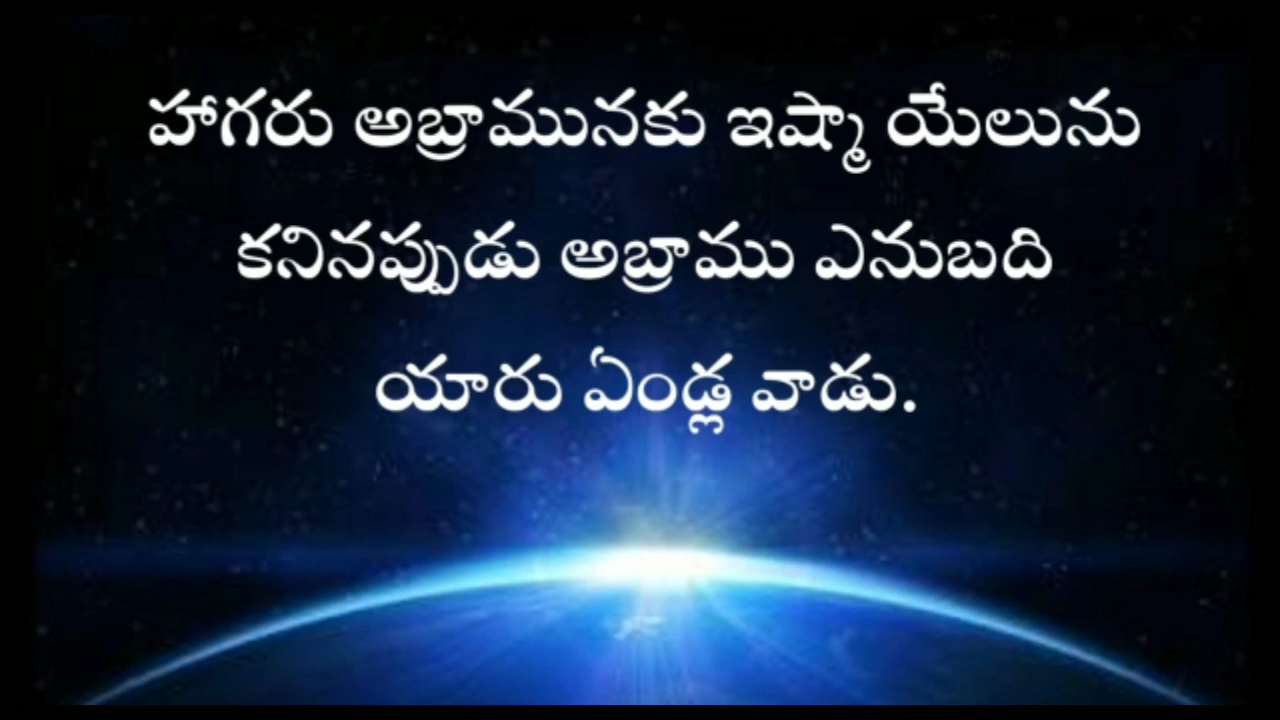 హాగరు అబ్రామునకు ఇష్మా యేలును
కనినప్పుడు అబ్రాము ఎనుబది
యారు ఏండ్ల వాడు.